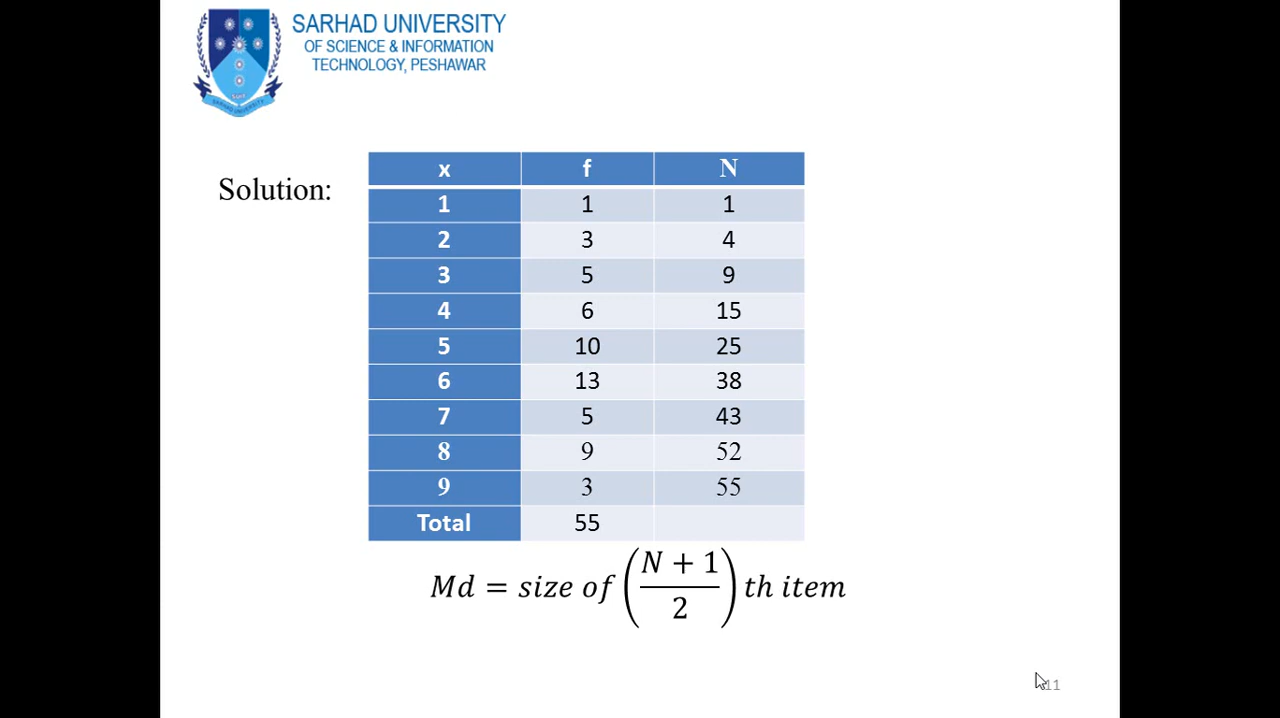 SARHAD UNIVERSITY
OF SCIENCE & INFORMATION
TECHNOLOGY, PESHAWAR
Solution:
x f N
1 1 1
2 3 4
3 5 9
4 6 15
5 10 25
6 13 38
7 5 43
8 9 52
9 3 55
Total 55
Md = size of ((N + 1)/2) th item
11